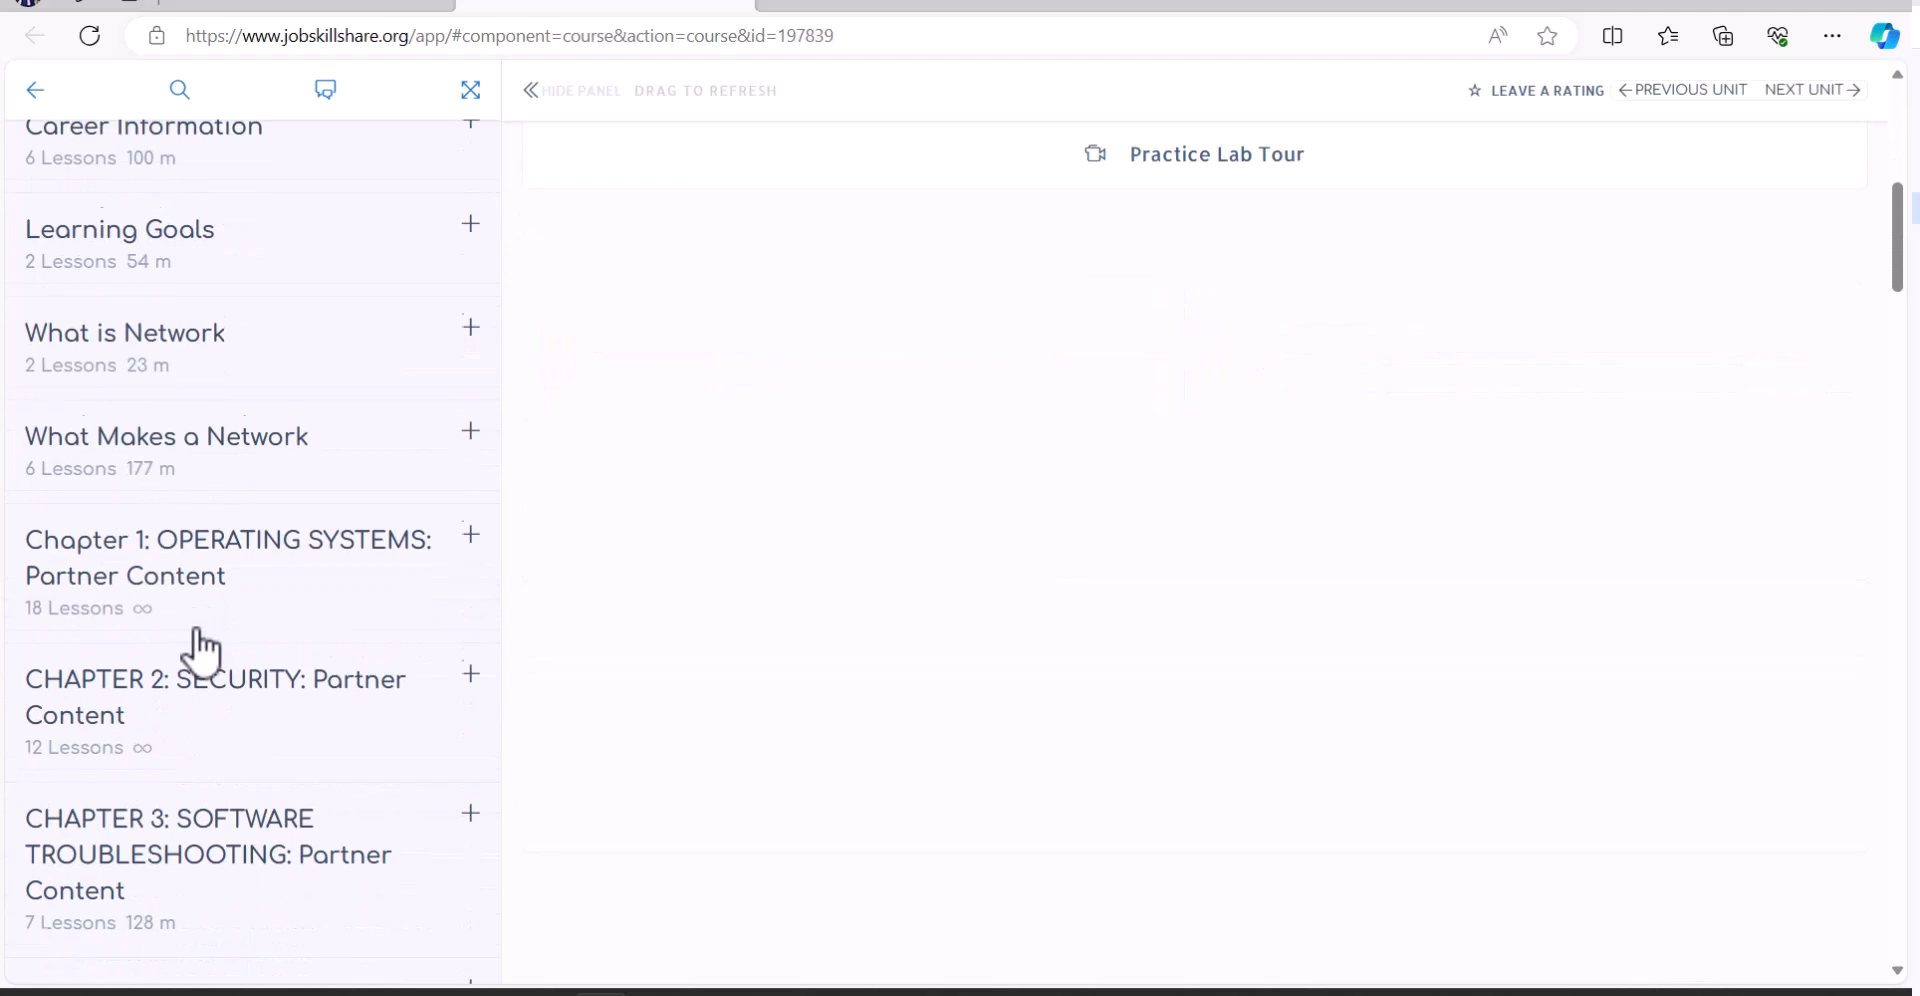 https://www.jobskillshare.org/app/#component=course&action=course&id=197839
HIDE PANEL DRAG TO REFRESH
LEAVE A RATING
PREVIOUS UNIT
NEXT UNIT
Career Information
6 Lessons 100 m
Learning Goals
2 Lessons 54 m
What is Network
2 Lessons 23 m
What Makes a Network
6 Lessons 177 m
Chapter 1: OPERATING SYSTEMS:
Partner Content
18 Lessons ∞
CHAPTER 2: SECURITY: Partner
Content
12 Lessons ∞
CHAPTER 3: SOFTWARE
TROUBLESHOOTING: Partner
Content
7 Lessons 128 m
Practice Lab Tour